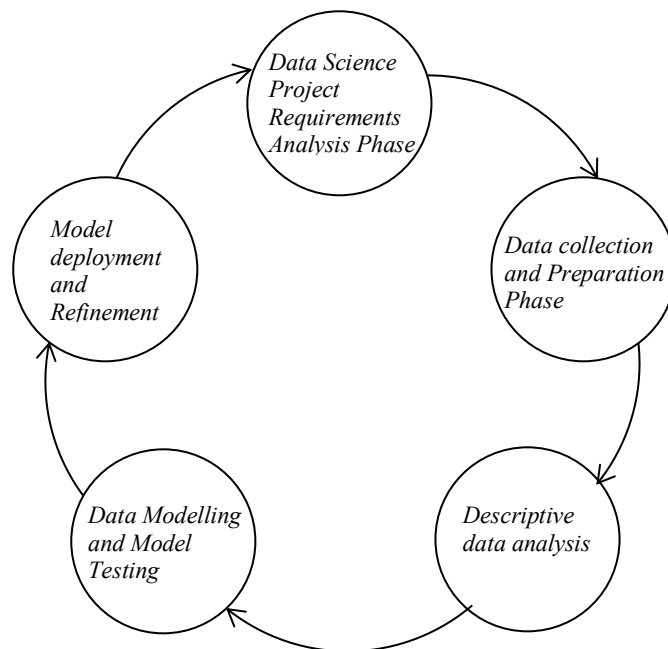 Data Science
Project
Requirements
Analysis Phase
Data collection
and Preparation
Phase
Descriptive
data analysis
Data Modelling
and Model
Testing
Model
deployment
and
Refinement